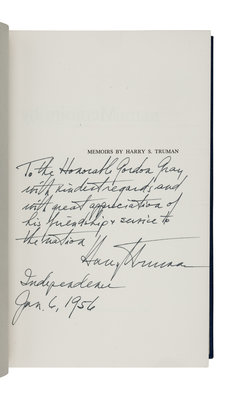 MEMOIRS BY HARRY S. TRUMAN
To the Honorable Gordon Gray,
with kindest regards and
with great appreciation of
his friendship & service to
the nation
Harry Truman
Independence
Jan. 6, 1956